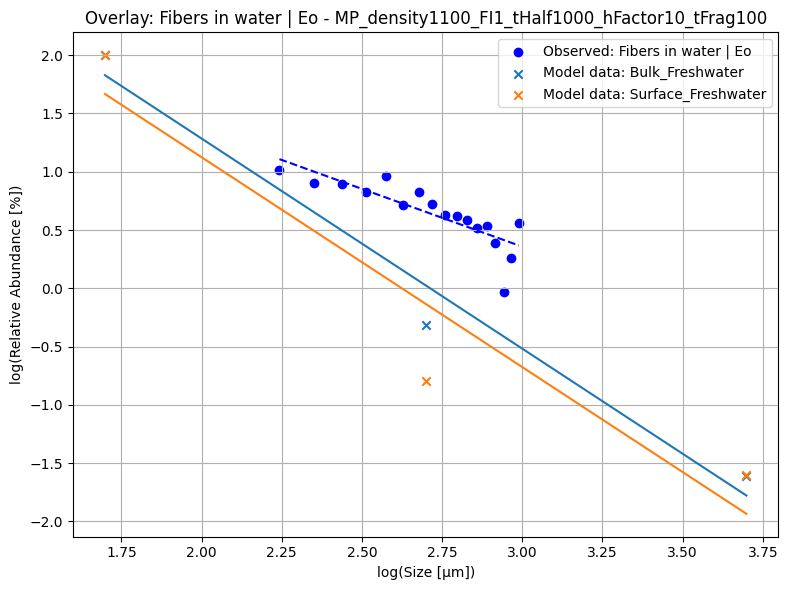 Overlay: Fibers in water | Eo - MP_density1100_FI1_tHalf1000_hFactor10_tFrag100
Observed: Fibers in water | Eo
Model data: Bulk_Freshwater
Model data: Surface_Freshwater
log(Relative Abundance [%])
2.0
1.5
1.0
0.5
0.0
−0.5
−1.0
−1.5
−2.0
1.75 2.00 2.25 2.50 2.75 3.00 3.25 3.50 3.75
log(Size [μm])